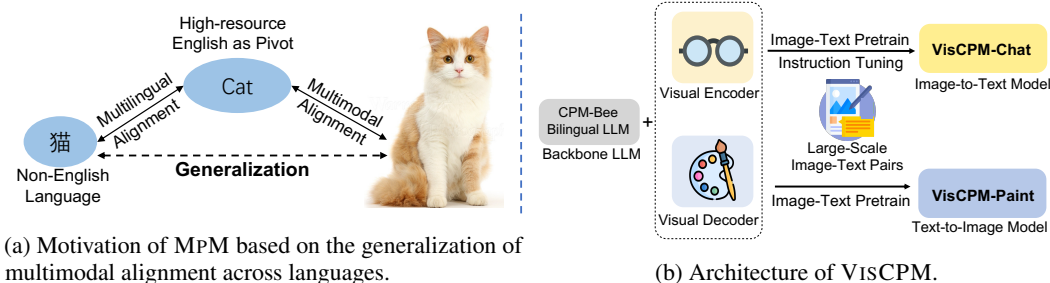 High-resource
English as Pivot
Cat
Multilingual
Alignment
Multimodal
Alignment
猫
Non-English
Language
Generalization
(a) Motivation of MPM based on the generalization of
multimodal alignment across languages.
CPM-Bee
Bilingual LLM
Backbone LLM
+
Visual Encoder
Visual Decoder
Image-Text Pretrain
Instruction Tuning
Large-Scale
Image-Text Pairs
Image-Text Pretrain
VisCPM-Chat
Image-to-Text Model
VisCPM-Paint
Text-to-Image Model
(b) Architecture of VISCPM.